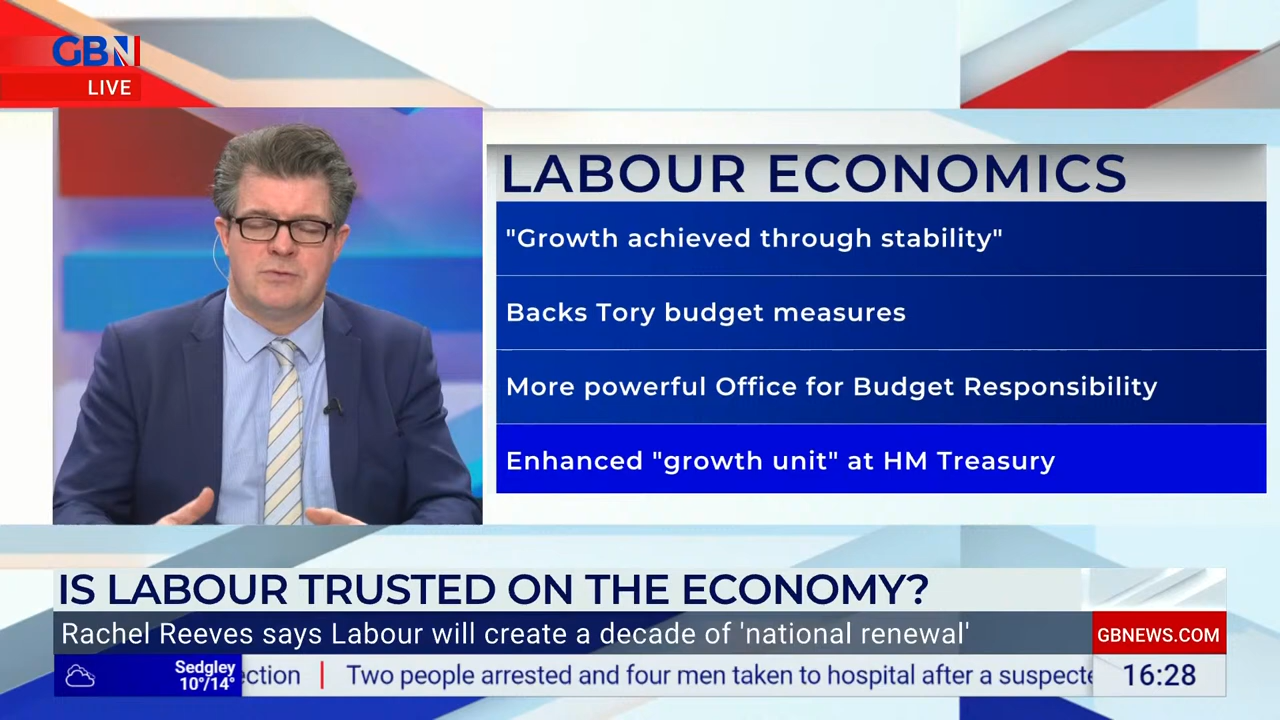 GBN
LIVE
LABOUR ECONOMICS
"Growth achieved through stability"
Backs Tory budget measures
More powerful Office for Budget Responsibility
Enhanced "growth unit" at HM Treasury
IS LABOUR TRUSTED ON THE ECONOMY?
Rachel Reeves says Labour will create a decade of 'national renewal'
GBNEWS.COM
Sedgley
10°/14°
Two people arrested and four men taken to hospital after a
16:28